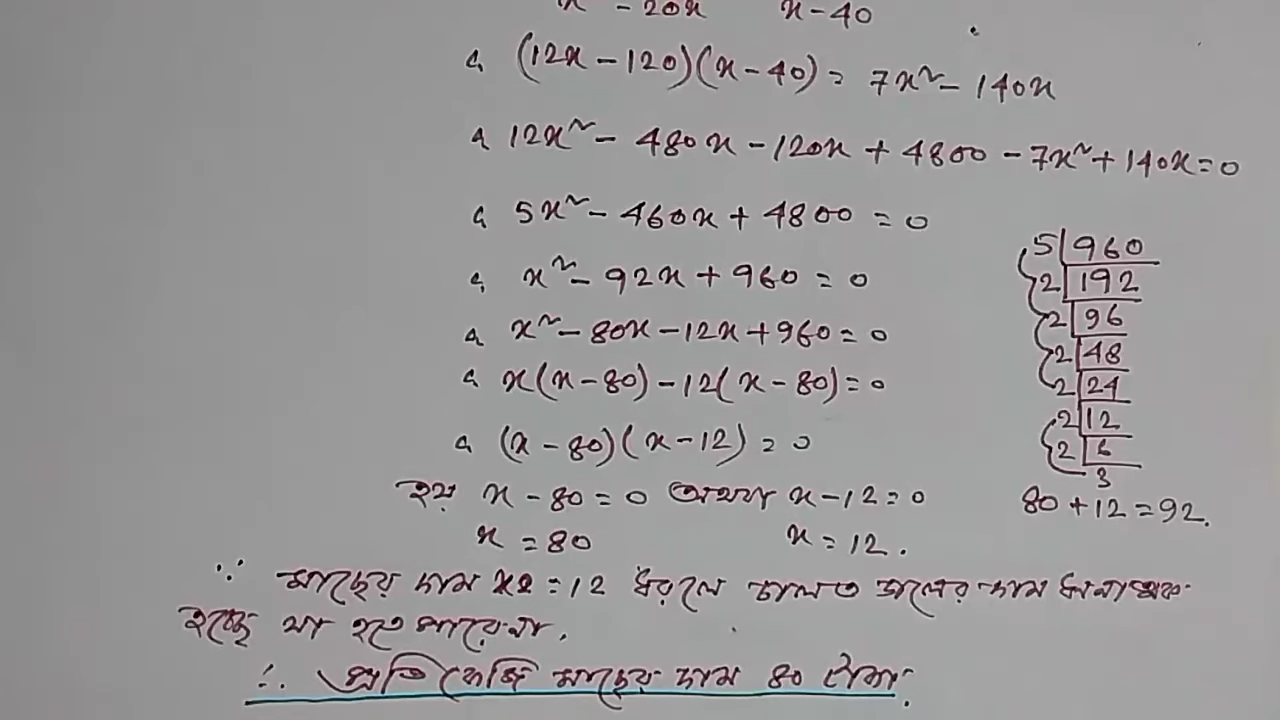 x² - 20x x - 40
বা (12x - 120)(x - 40) = 7x² - 140x
বা 12x² - 480x - 120x + 4800 - 7x² + 140x = 0
বা 5x² - 460x + 4800 = 0
বা x² - 92x + 960 = 0
বা x² - 80x - 12x + 960 = 0
বা x(x - 80) - 12(x - 80) = 0
বা (x - 80)(x - 12) = 0
হয় x - 80 = 0 অথবা x - 12 = 0
x = 80 x = 12.
5|960
2|192
2|96
2|48
2|24
2|12
2|6
3
80 + 12 = 92.
∵ মাছের দাম = 12 ধরলে চাল ও ডালের দাম ঋণাত্মক
হচ্ছে যা হতে পারে না.
∴ প্রতি কেজি মাছের দাম ৪০ টাকা.